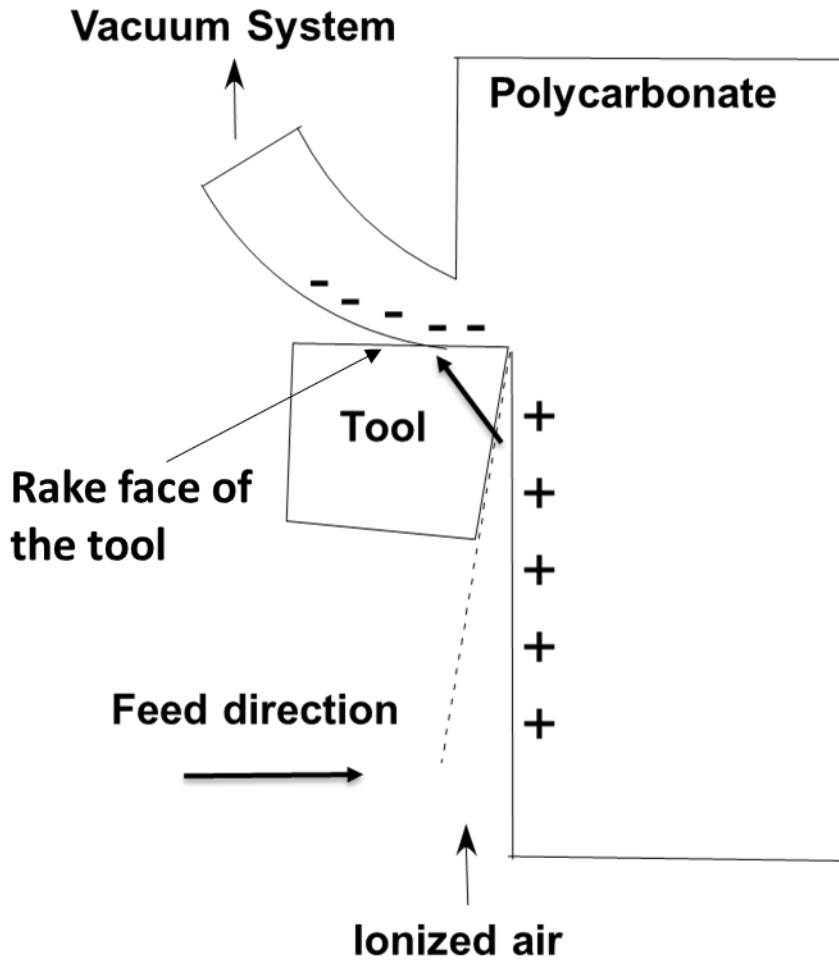 Vacuum System
Polycarbonate
- - - - -
Tool
+
+
+
+
+
Rake face of
the tool
Feed direction
Ionized air